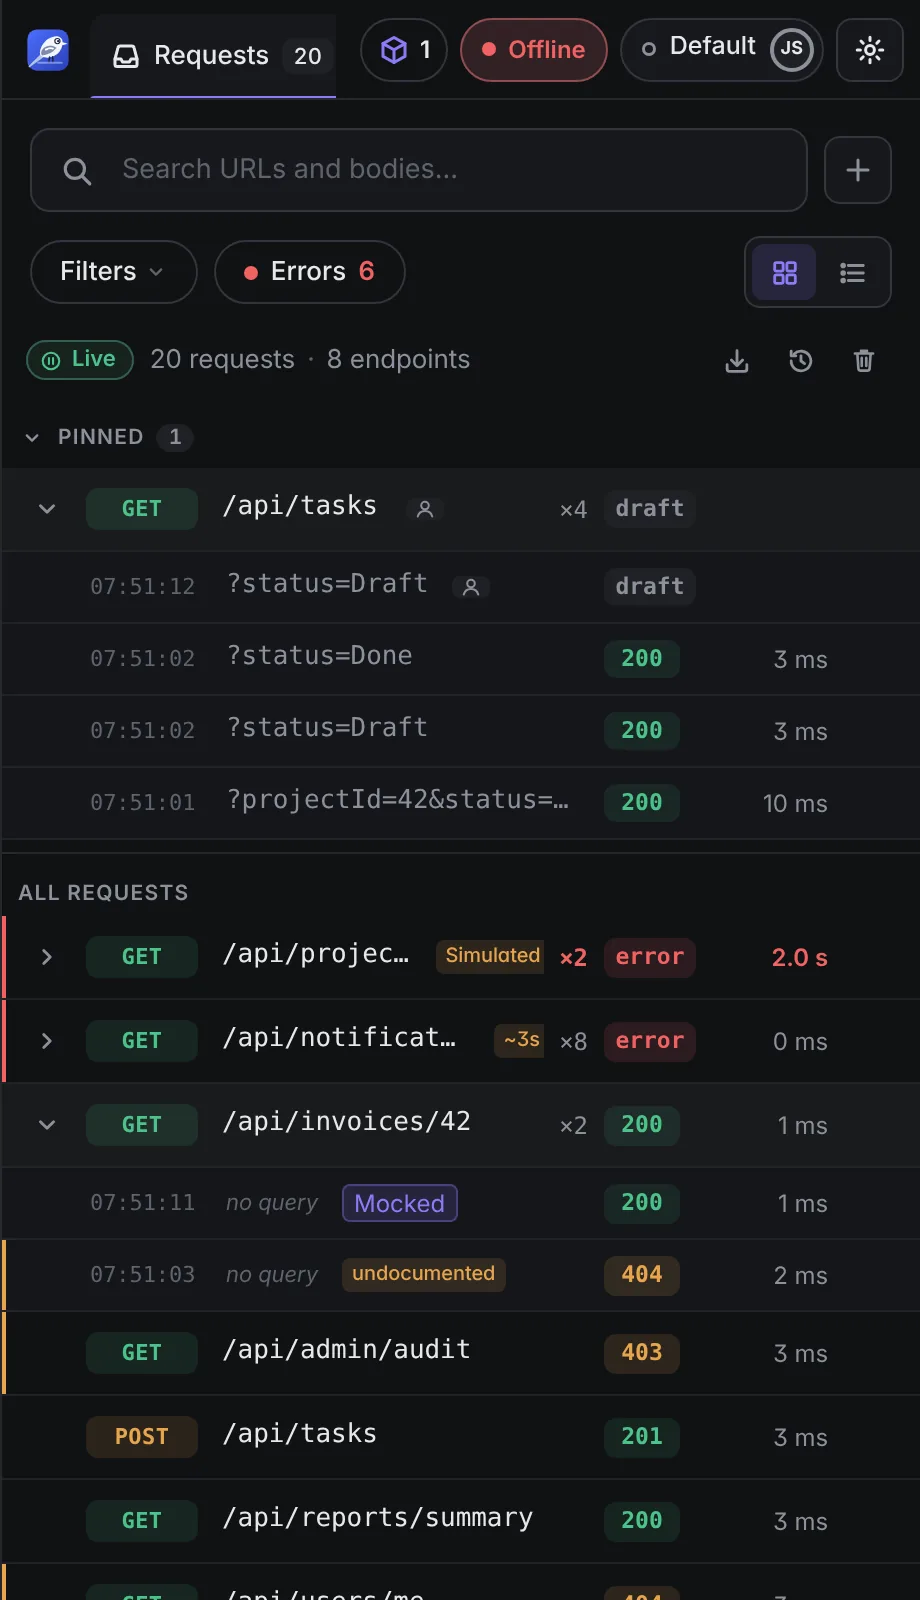 Requests 20 1 Offline Default JS
Search URLs and bodies...
Filters Errors 6
Live 20 requests · 8 endpoints
PINNED 1
GET /api/tasks ×4 draft
07:51:12 ?status=Draft draft
07:51:02 ?status=Done 200 3 ms
07:51:02 ?status=Draft 200 3 ms
07:51:01 ?projectId=42&status=… 200 10 ms
ALL REQUESTS
GET /api/projec… Simulated ×2 error 2.0 s
GET /api/notificat… ~3s ×8 error 0 ms
GET /api/invoices/42 ×2 200 1 ms
07:51:11 no query Mocked 200 1 ms
07:51:03 no query undocumented 404 2 ms
GET /api/admin/audit 403 3 ms
POST /api/tasks 201 3 ms
GET /api/reports/summary 200 3 ms
GET /api/users/me 404